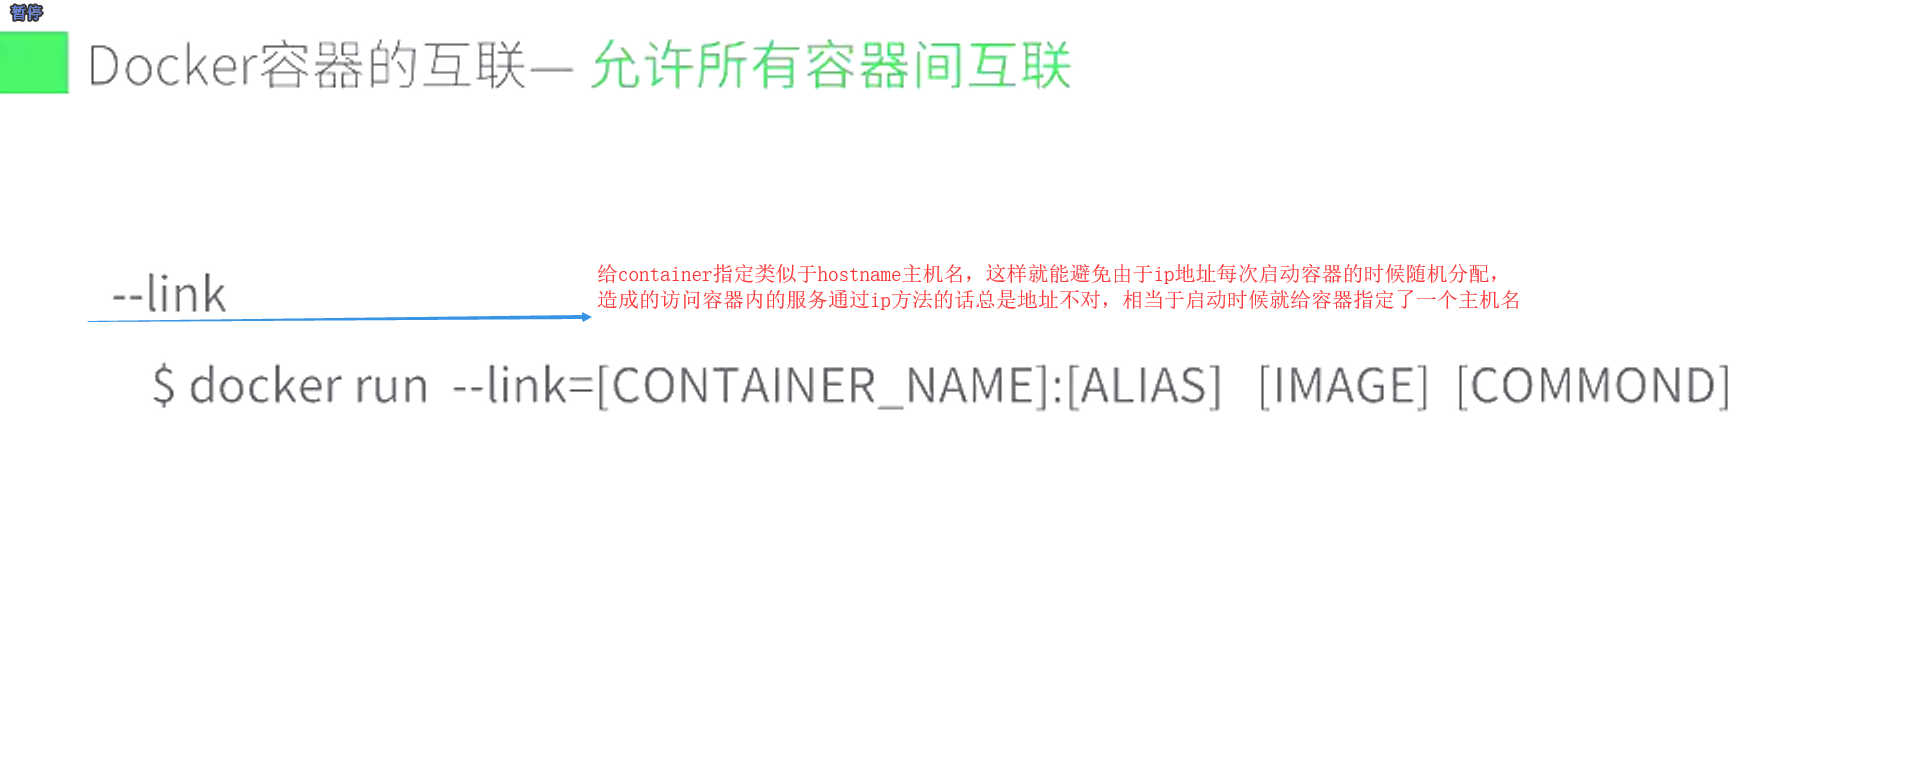 暂停
Docker容器的互联— 允许所有容器间互联
--link
给container指定类似于hostname主机名，这样就能避免由于ip地址每次启动容器的时候随机分配，
造成的访问容器内的服务通过ip方法的话总是地址不对，相当于启动时候就给容器指定了一个主机名
$ docker run --link=[CONTAINER_NAME]:[ALIAS] [IMAGE] [COMMOND]